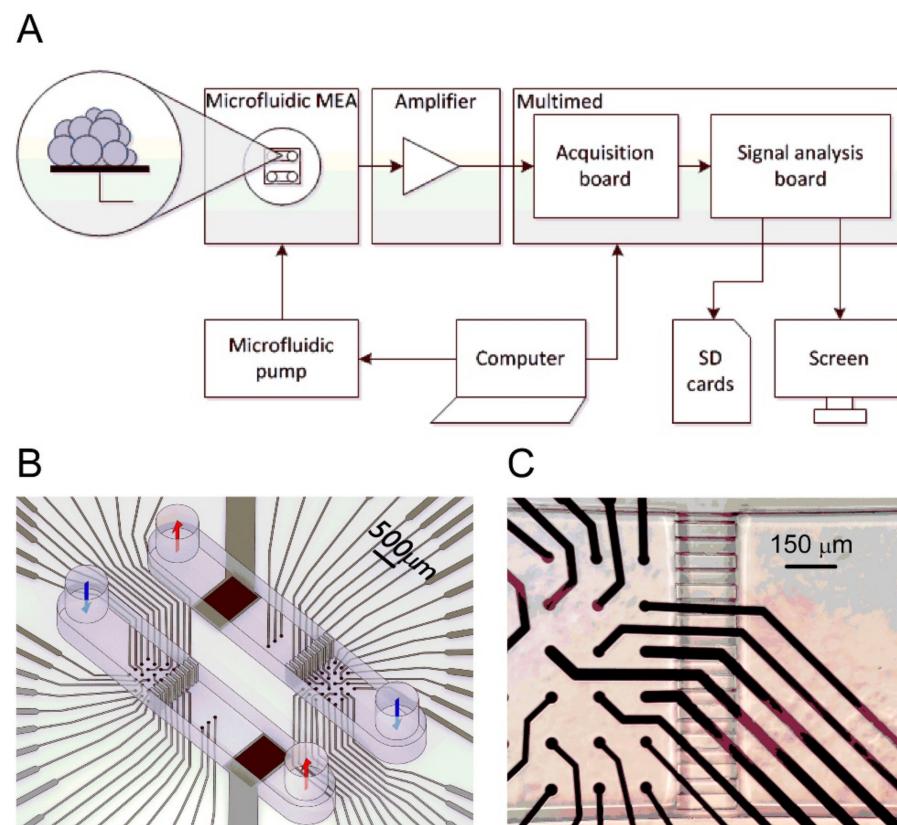 A
Microfluidic MEA
Amplifier
Multimed
Acquisition
board
Signal analysis
board
Microfluidic
pump
Computer
SD
cards
Screen
B
500μm
C
150 μm